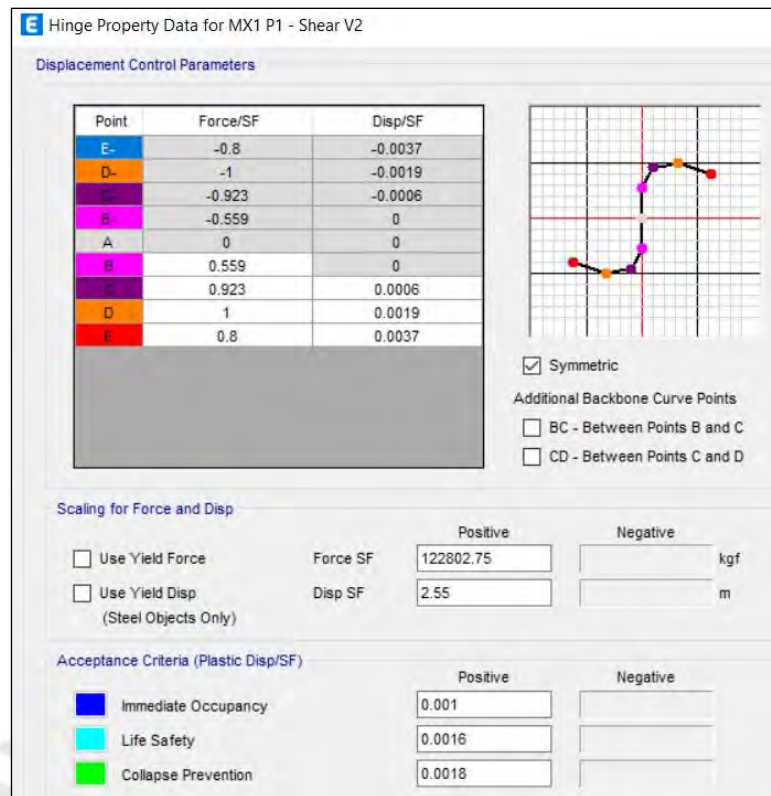 E Hinge Property Data for MX1 P1 - Shear V2
Displacement Control Parameters
Point Force/SF Disp/SF
E- -0.8 -0.0037
D- -1 -0.0019
C- -0.923 -0.0006
B- -0.559 0
A 0 0
B 0.559 0
C 0.923 0.0006
D 1 0.0019
E 0.8 0.0037
Symmetric
Additional Backbone Curve Points
BC - Between Points B and C
CD - Between Points C and D
Scaling for Force and Disp
Positive Negative
Use Yield Force Force SF 122802.75 kgf
Use Yield Disp Disp SF 2.55 m
(Steel Objects Only)
Acceptance Criteria (Plastic Disp/SF)
Positive Negative
Immediate Occupancy 0.001
Life Safety 0.0016
Collapse Prevention 0.0018